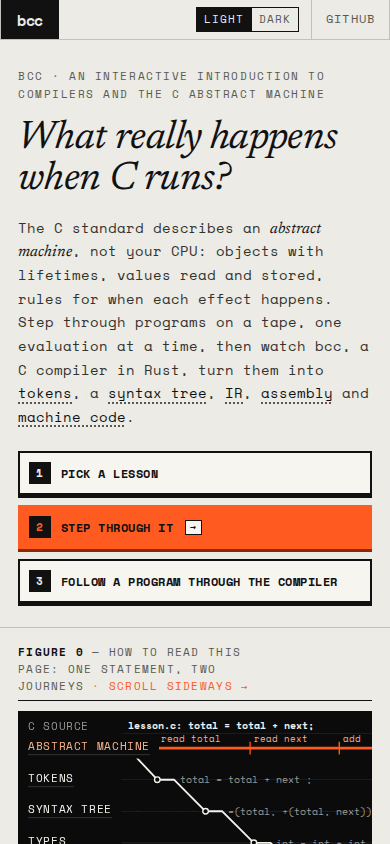 bcc
LIGHT DARK
GITHUB
BCC · AN INTERACTIVE INTRODUCTION TO
COMPILERS AND THE C ABSTRACT MACHINE
What really happens
when C runs?
The C standard describes an abstract
machine, not your CPU: objects with
lifetimes, values read and stored,
rules for when each effect happens.
Step through programs on a tape, one
evaluation at a time, then watch bcc, a
C compiler in Rust, turn them into
tokens, a syntax tree, IR, assembly and
machine code.
1 PICK A LESSON
2 STEP THROUGH IT →
3 FOLLOW A PROGRAM THROUGH THE COMPILER
FIGURE 0 — HOW TO READ THIS
PAGE: ONE STATEMENT, TWO
JOURNEYS · SCROLL SIDEWAYS →
C SOURCE lesson.c: total = total + next;
ABSTRACT MACHINE read total read next add
TOKENS total = total + next ;
SYNTAX TREE =(total, +(total, next))
TYPES int = int + int